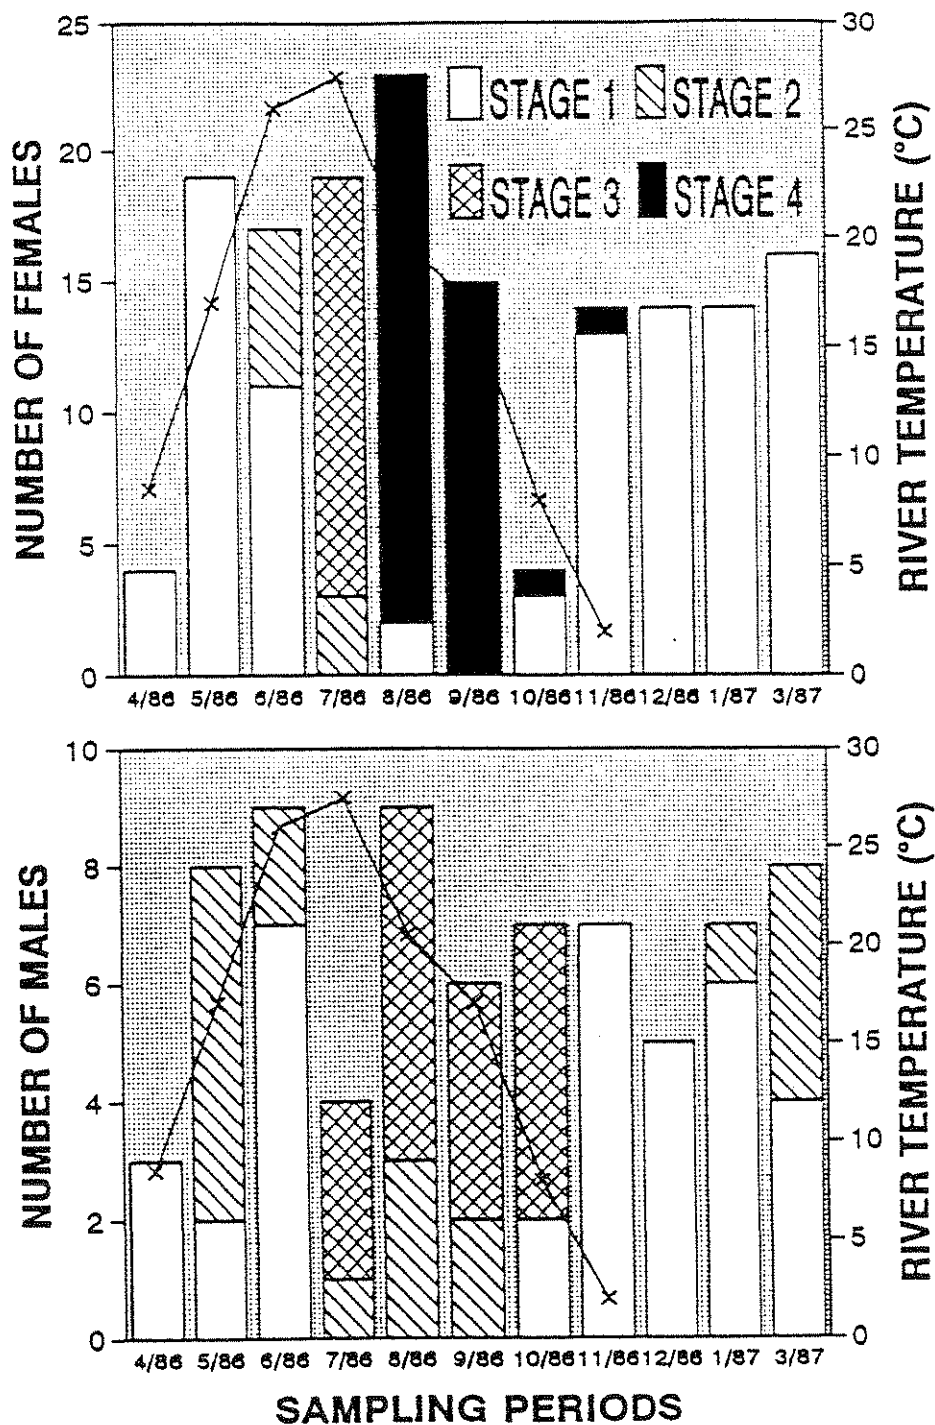 25
20
15
10
5
0
NUMBER OF FEMALES
STAGE 1
STAGE 2
STAGE 3
STAGE 4
30
25
20
15
10
5
0
RIVER TEMPERATURE (°C)
4/86 5/86 6/86 7/86 8/86 9/86 10/86 11/86 12/86 1/87 3/87
10
8
6
4
2
0
NUMBER OF MALES
30
25
20
15
10
5
0
RIVER TEMPERATURE (°C)
4/86 5/86 6/86 7/86 8/86 9/86 10/86 11/86 12/86 1/87 3/87
SAMPLING PERIODS